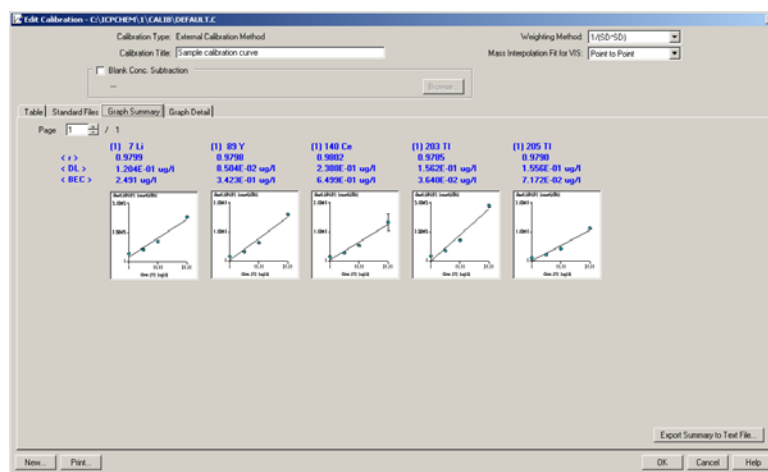 Edit Calibration - C:\ICPCHEM\1\CALIB\DEFAULT.C
Calibration Type: External Calibration Method
Weighting Method: 1/(SD*SD)
Calibration Title: Sample calibration curve
Mass Interpolation Fit for VIS: Point to Point
Blank Conc. Subtraction
---
Browse...
Table Standard Files Graph Summary Graph Detail
Page 1 / 1
(1) 7 Li (1) 89 Y (1) 140 Ce (1) 203 Tl (1) 205 Tl
< r > 0.9799 0.9798 0.9802 0.9785 0.9790
< DL > 1.204E-01 ug/l 8.504E-02 ug/l 2.308E-01 ug/l 1.562E-01 ug/l 1.556E-01 ug/l
< BEC > 2.491 ug/l 3.423E-01 ug/l 6.499E-01 ug/l 3.640E-02 ug/l 7.172E-02 ug/l
Export Summary to Text File...
New... Print... OK Cancel Help